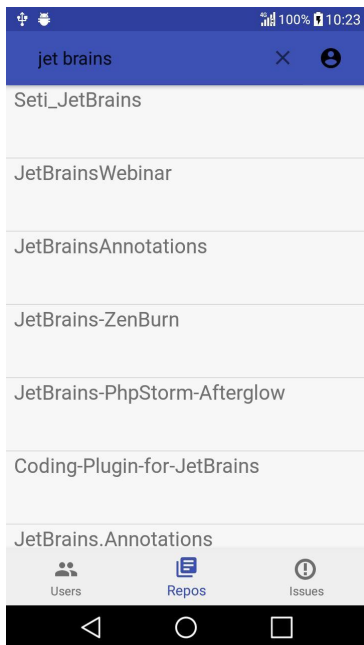 4G 100% 10:23
jet brains
Seti_JetBrains
JetBrainsWebinar
JetBrainsAnnotations
JetBrains-ZenBurn
JetBrains-PhpStorm-Afterglow
Coding-Plugin-for-JetBrains
JetBrains.Annotations
Users Repos Issues